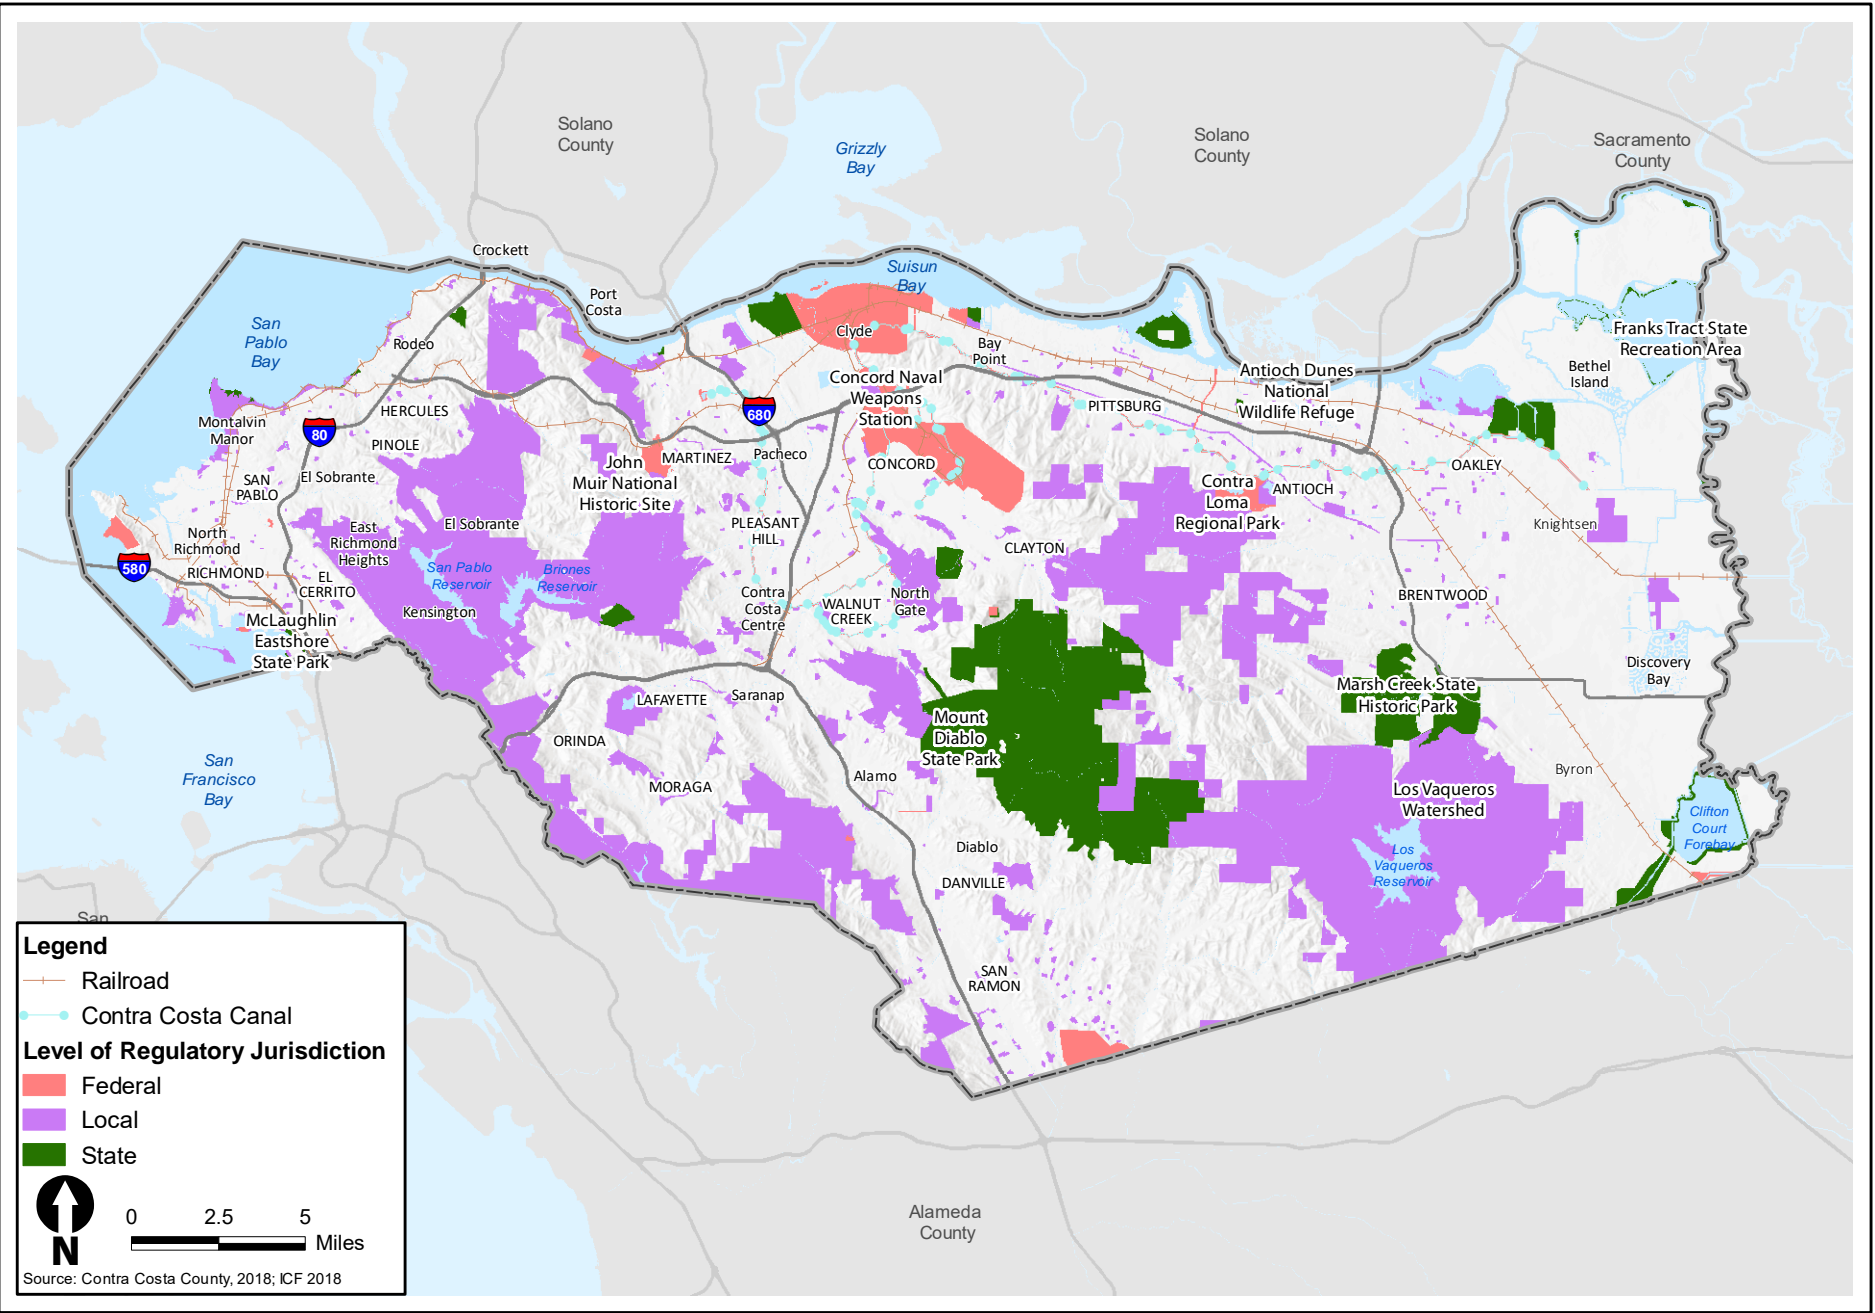 Solano
County
Grizzly
Bay
Solano
County
Sacramento
County
Crockett
Suisun
Bay
Port
Costa
San
Pablo
Bay
Rodeo
Clyde
Bay
Point
Franks Tract State
Recreation Area
Bethel
Island
Concord Naval
Weapons
Station
Antioch Dunes
National
Wildlife Refuge
HERCULES
680
PITTSBURG
Montalvin
Manor
80
PINOLE
John
Muir National
Historic Site
MARTINEZ
Pacheco
CONCORD
OAKLEY
El Sobrante
SAN
PABLO
Contra
Loma
Regional Park
ANTIOCH
North
Richmond
East
Richmond
Heights
El Sobrante
PLEASANT
HILL
Knightsen
CLAYTON
580
RICHMOND
San Pablo
Reservoir
Briones
Reservoir
EL
CERRITO
Kensington
Contra
Costa
Centre
WALNUT
CREEK
North
Gate
BRENTWOOD
McLaughlin
Eastshore
State Park
Discovery
Bay
LAFAYETTE
Saranap
Marsh Creek State
Historic Park
Mount
Diablo
State Park
ORINDA
San
Francisco
Bay
MORAGA
Alamo
Byron
Los Vaqueros
Watershed
Clifton
Court
Forebay
Diablo
Los
Vaqueros
Reservoir
DANVILLE
San
SAN
RAMON
Alameda
County
Legend
Railroad
Contra Costa Canal
Level of Regulatory Jurisdiction
Federal
Local
State
N
0 2.5 5
Miles
Source: Contra Costa County, 2018; ICF 2018